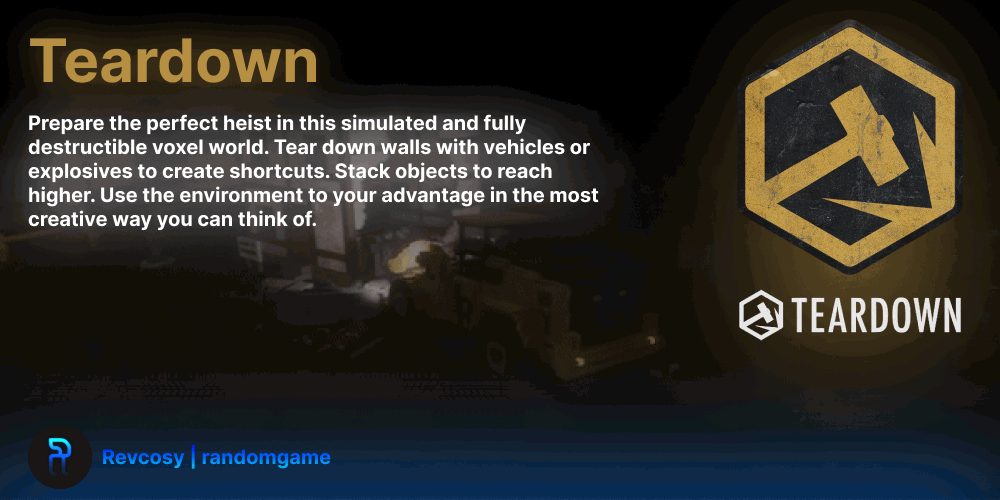 Teardown
Prepare the perfect heist in this simulated and fully
destructible voxel world. Tear down walls with vehicles or
explosives to create shortcuts. Stack objects to reach
higher. Use the environment to your advantage in the most
creative way you can think of.
TEARDOWN
Revcosy | randomgame